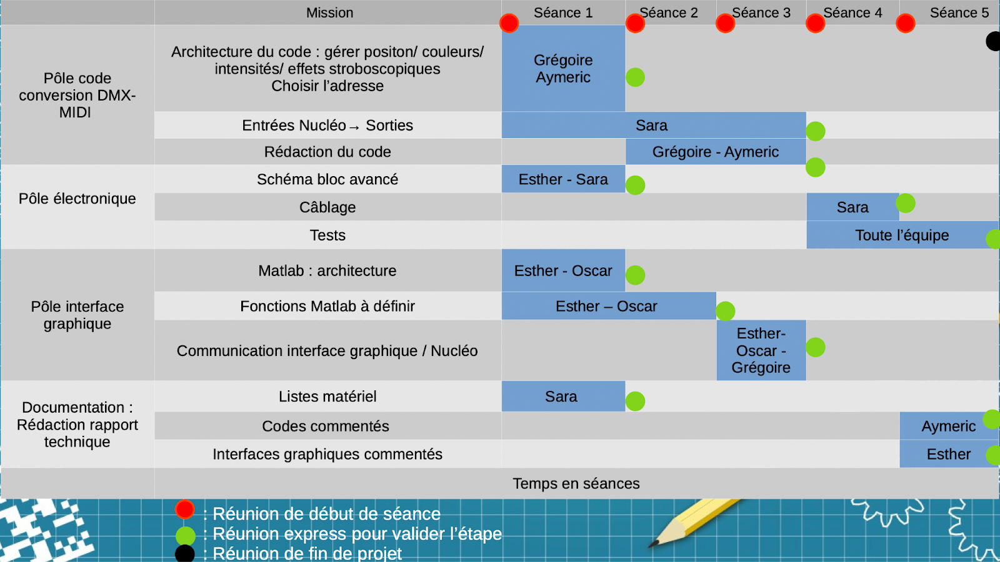 Mission
Séance 1
Séance 2
Séance 3
Séance 4
Séance 5
Pôle code
conversion DMX-
MIDI
Architecture du code : gérer positon/ couleurs/
intensités/ effets stroboscopiques
Choisir l’adresse
Grégoire
Aymeric
Entrées Nucléo→ Sorties
Sara
Rédaction du code
Grégoire - Aymeric
Pôle électronique
Schéma bloc avancé
Esther - Sara
Câblage
Sara
Tests
Toute l’équipe
Pôle interface
graphique
Matlab : architecture
Esther - Oscar
Fonctions Matlab à définir
Esther – Oscar
Communication interface graphique / Nucléo
Esther-
Oscar -
Grégoire
Documentation :
Rédaction rapport
technique
Listes matériel
Sara
Codes commentés
Aymeric
Interfaces graphiques commentés
Esther
Temps en séances
: Réunion de début de séance
: Réunion express pour valider l’étape
: Réunion de fin de projet